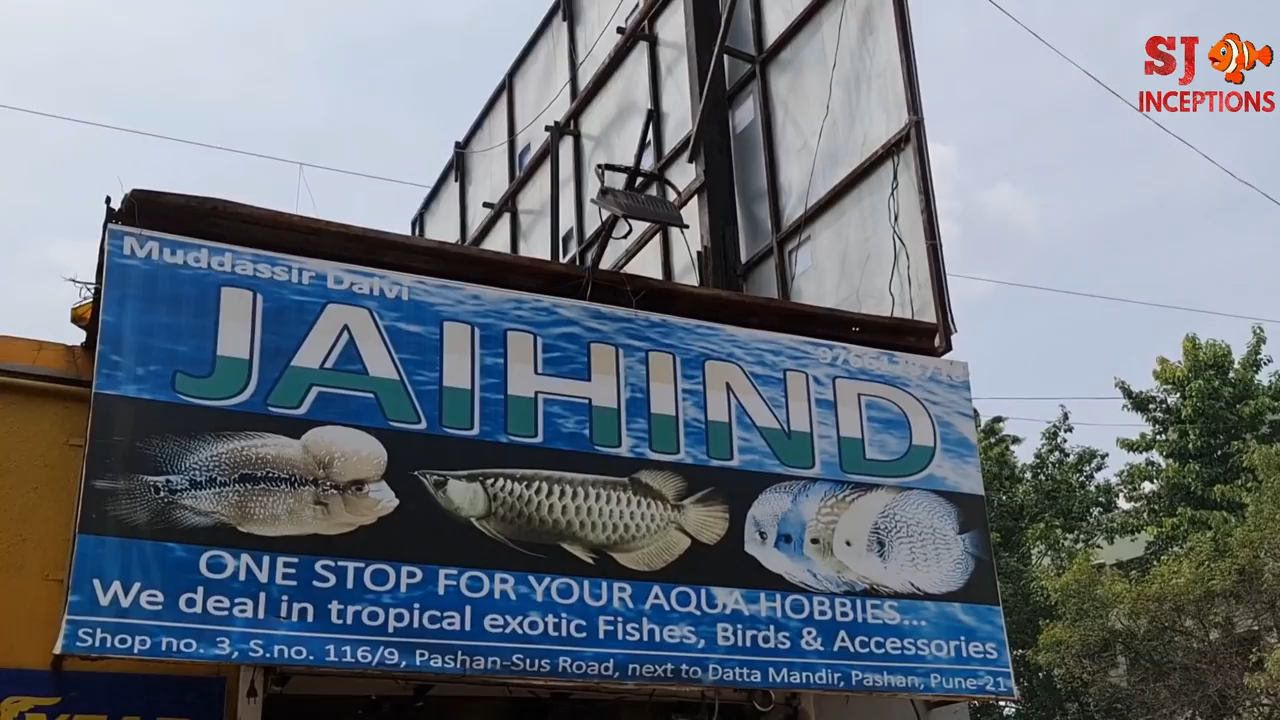 SJ
INCEPTIONS
Muddassir Dalvi
JAIHIND
ONE STOP FOR YOUR AQUA HOBBIES...
We deal in tropical exotic Fishes, Birds & Accessories
Shop no. 3, S.no. 116/9, Pashan-Sus Road, next to Datta Mandir, Pashan, Pune-21